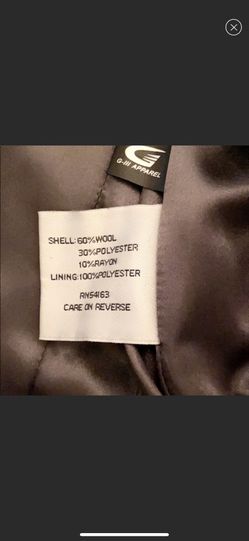 G-III APPAREL
SHELL:60%WOOL
30%POLYESTER
10%RAYON
LINING:100%POLYESTER
RN54163
CARE ON REVERSE